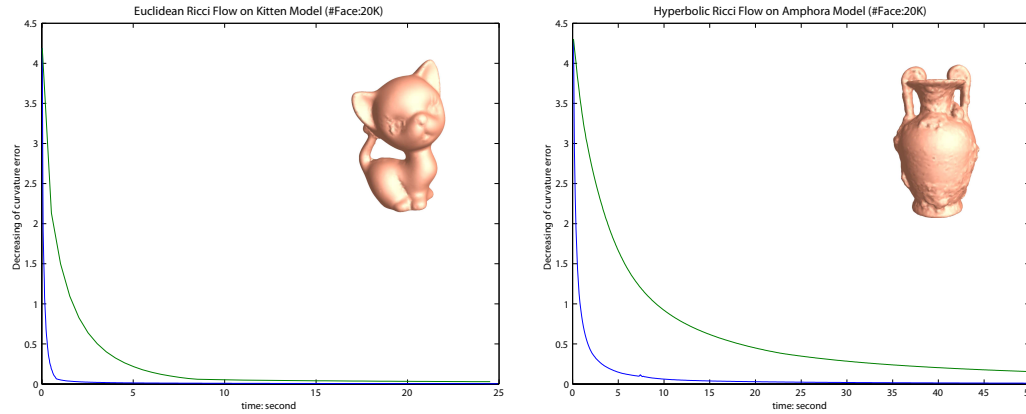 Euclidean Ricci Flow on Kitten Model (#Face:20K)
Decreasing of curvature error
4.5
4
3.5
3
2.5
2
1.5
1
0.5
0
0 5 10 15 20 25
time: second
Hyperbolic Ricci Flow on Amphora Model (#Face:20K)
Decreasing of curvature error
4.5
4
3.5
3
2.5
2
1.5
1
0.5
0
0 5 10 15 20 25 30 35 40 45
time: second